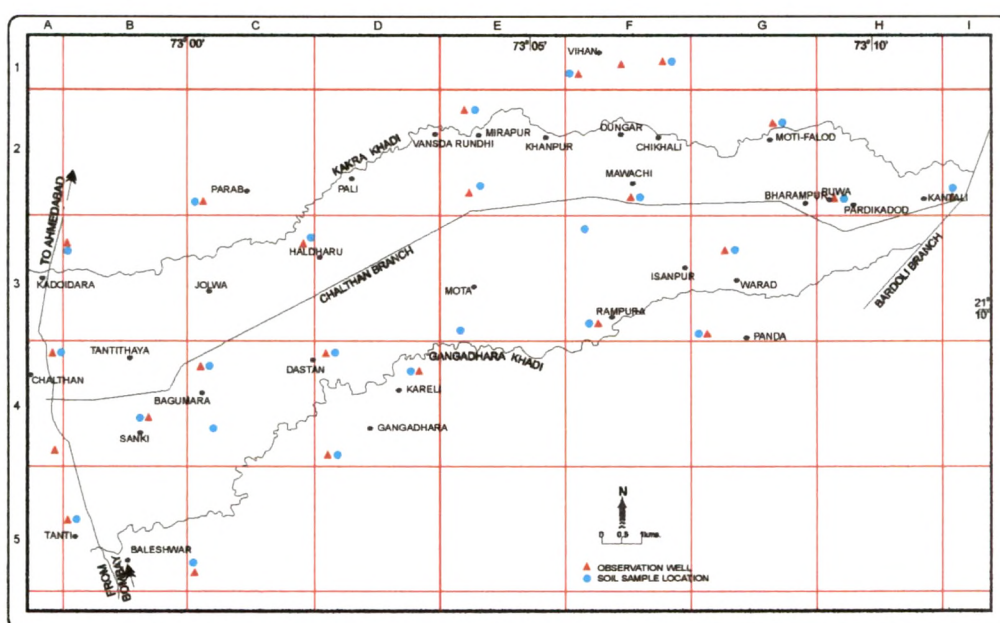 A B C D E F G H I
73° 00' 73° 05' 73° 10'
1
VIHAN
2
KAKRA KHADI
VANSDA RUNDHI
MIRAPUR
KHANPUR
DUNGAR
CHIKHALI
MOTI-FALOD
PARAB
PALI
MAWACHI
BHARAMPUR
BUWA
PARDIKADOD
KANTALI
TO AHMEDABAD
3
KADOIDARA
JOLWA
HALDHARU
CHALTHAN BRANCH
MOTA
ISANPUR
WARAD
BARDOLI BRANCH
21°
10'
RAMPURA
PANDA
TANTITHAYA
DASTAN
GANGADHARA KHADI
CHALTHAN
4
BAGUMARA
KARELI
SANKI
GANGADHARA
N
0 0.5 1kms.
5
TANTI
BALESHWAR
FROM
BOMBAY
OBSERVATION WELL
SOIL SAMPLE LOCATION